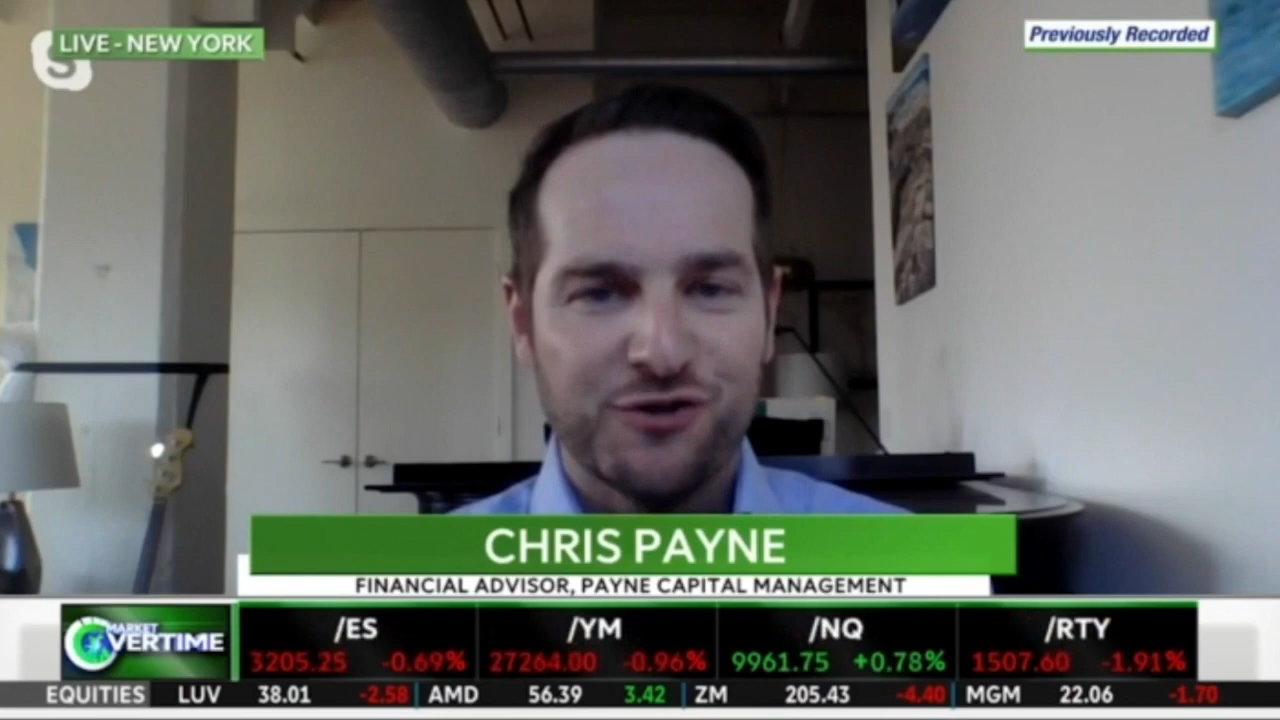 LIVE - NEW YORK
Previously Recorded
CHRIS PAYNE
FINANCIAL ADVISOR, PAYNE CAPITAL MANAGEMENT
MARKET
VERTIME
/ES /YM /NQ /RTY
3205.25 -0.69% 27264.00 -0.96% 9961.75 +0.78% 1507.60 -1.91%
EQUITIES LUV 38.01 -2.58 AMD 56.39 3.42 ZM 205.43 -4.40 MGM 22.06 -1.70